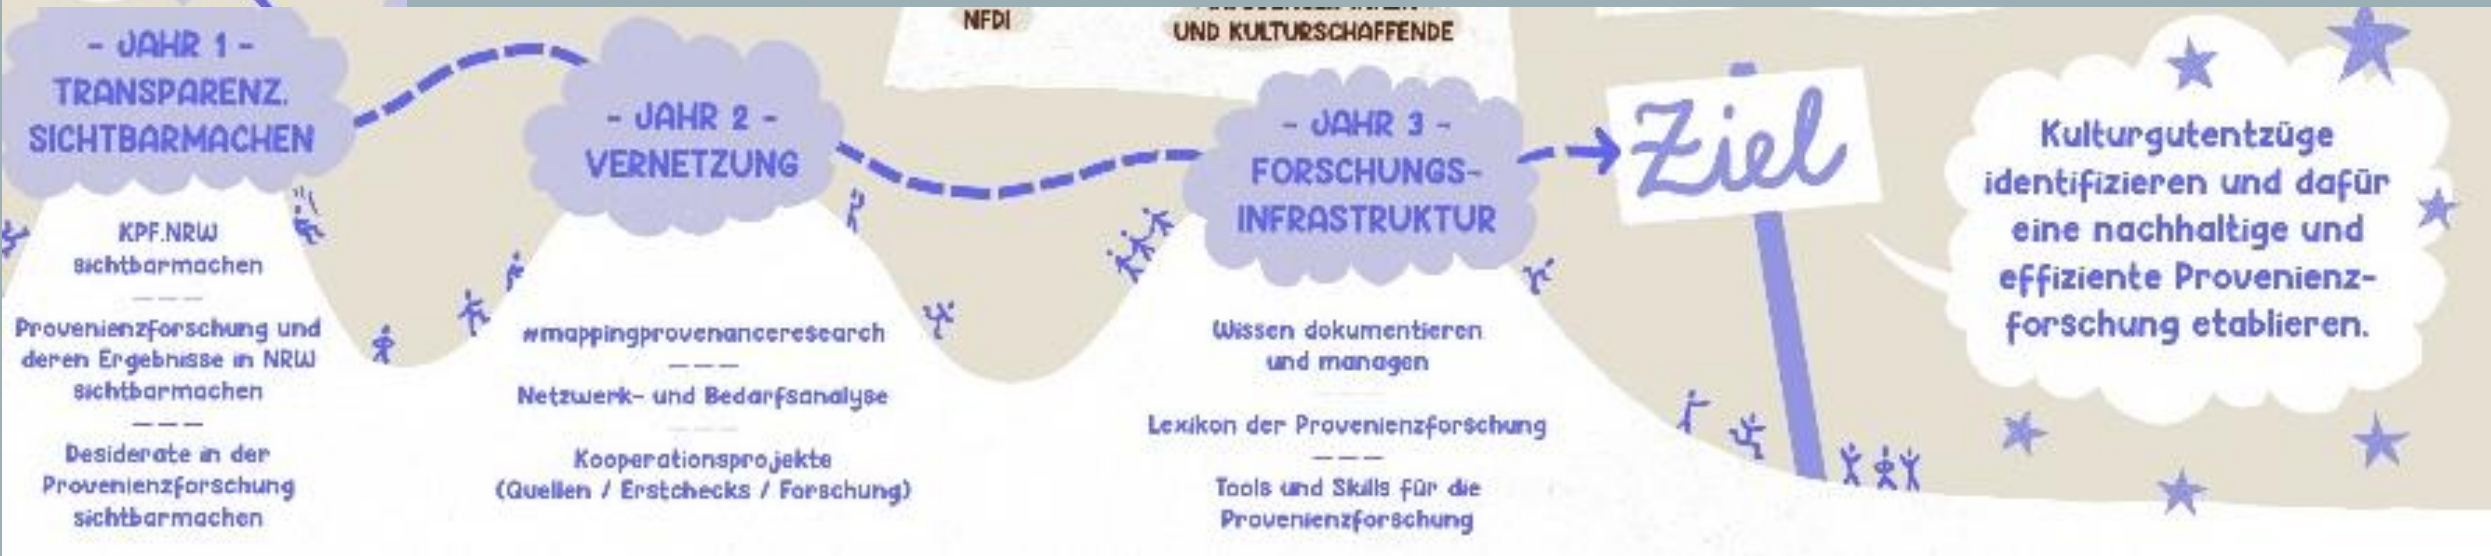 NFDI
UND KULTURSCHAFFENDE
- JAHR 1 -
TRANSPARENZ.
SICHTBARMACHEN
KPF.NRW
sichtbarmachen
Provenienzforschung und
deren Ergebnisse in NRW
sichtbarmachen
Desiderate in der
Provenienzforschung
sichtbarmachen
- JAHR 2 -
VERNETZUNG
#mappingprovenanceresearch
Netzwerk- und Bedarfsanalyse
Kooperationsprojekte
(Quellen / Erstchecks / Forschung)
- JAHR 3 -
FORSCHUNGS-
INFRASTRUKTUR
Wissen dokumentieren
und managen
Lexikon der Provenienzforschung
Tools und Skills für die
Provenienzforschung
Ziel
Kulturgutentzüge
identifizieren und dafür
eine nachhaltige und
effiziente Provenienz-
forschung etablieren.